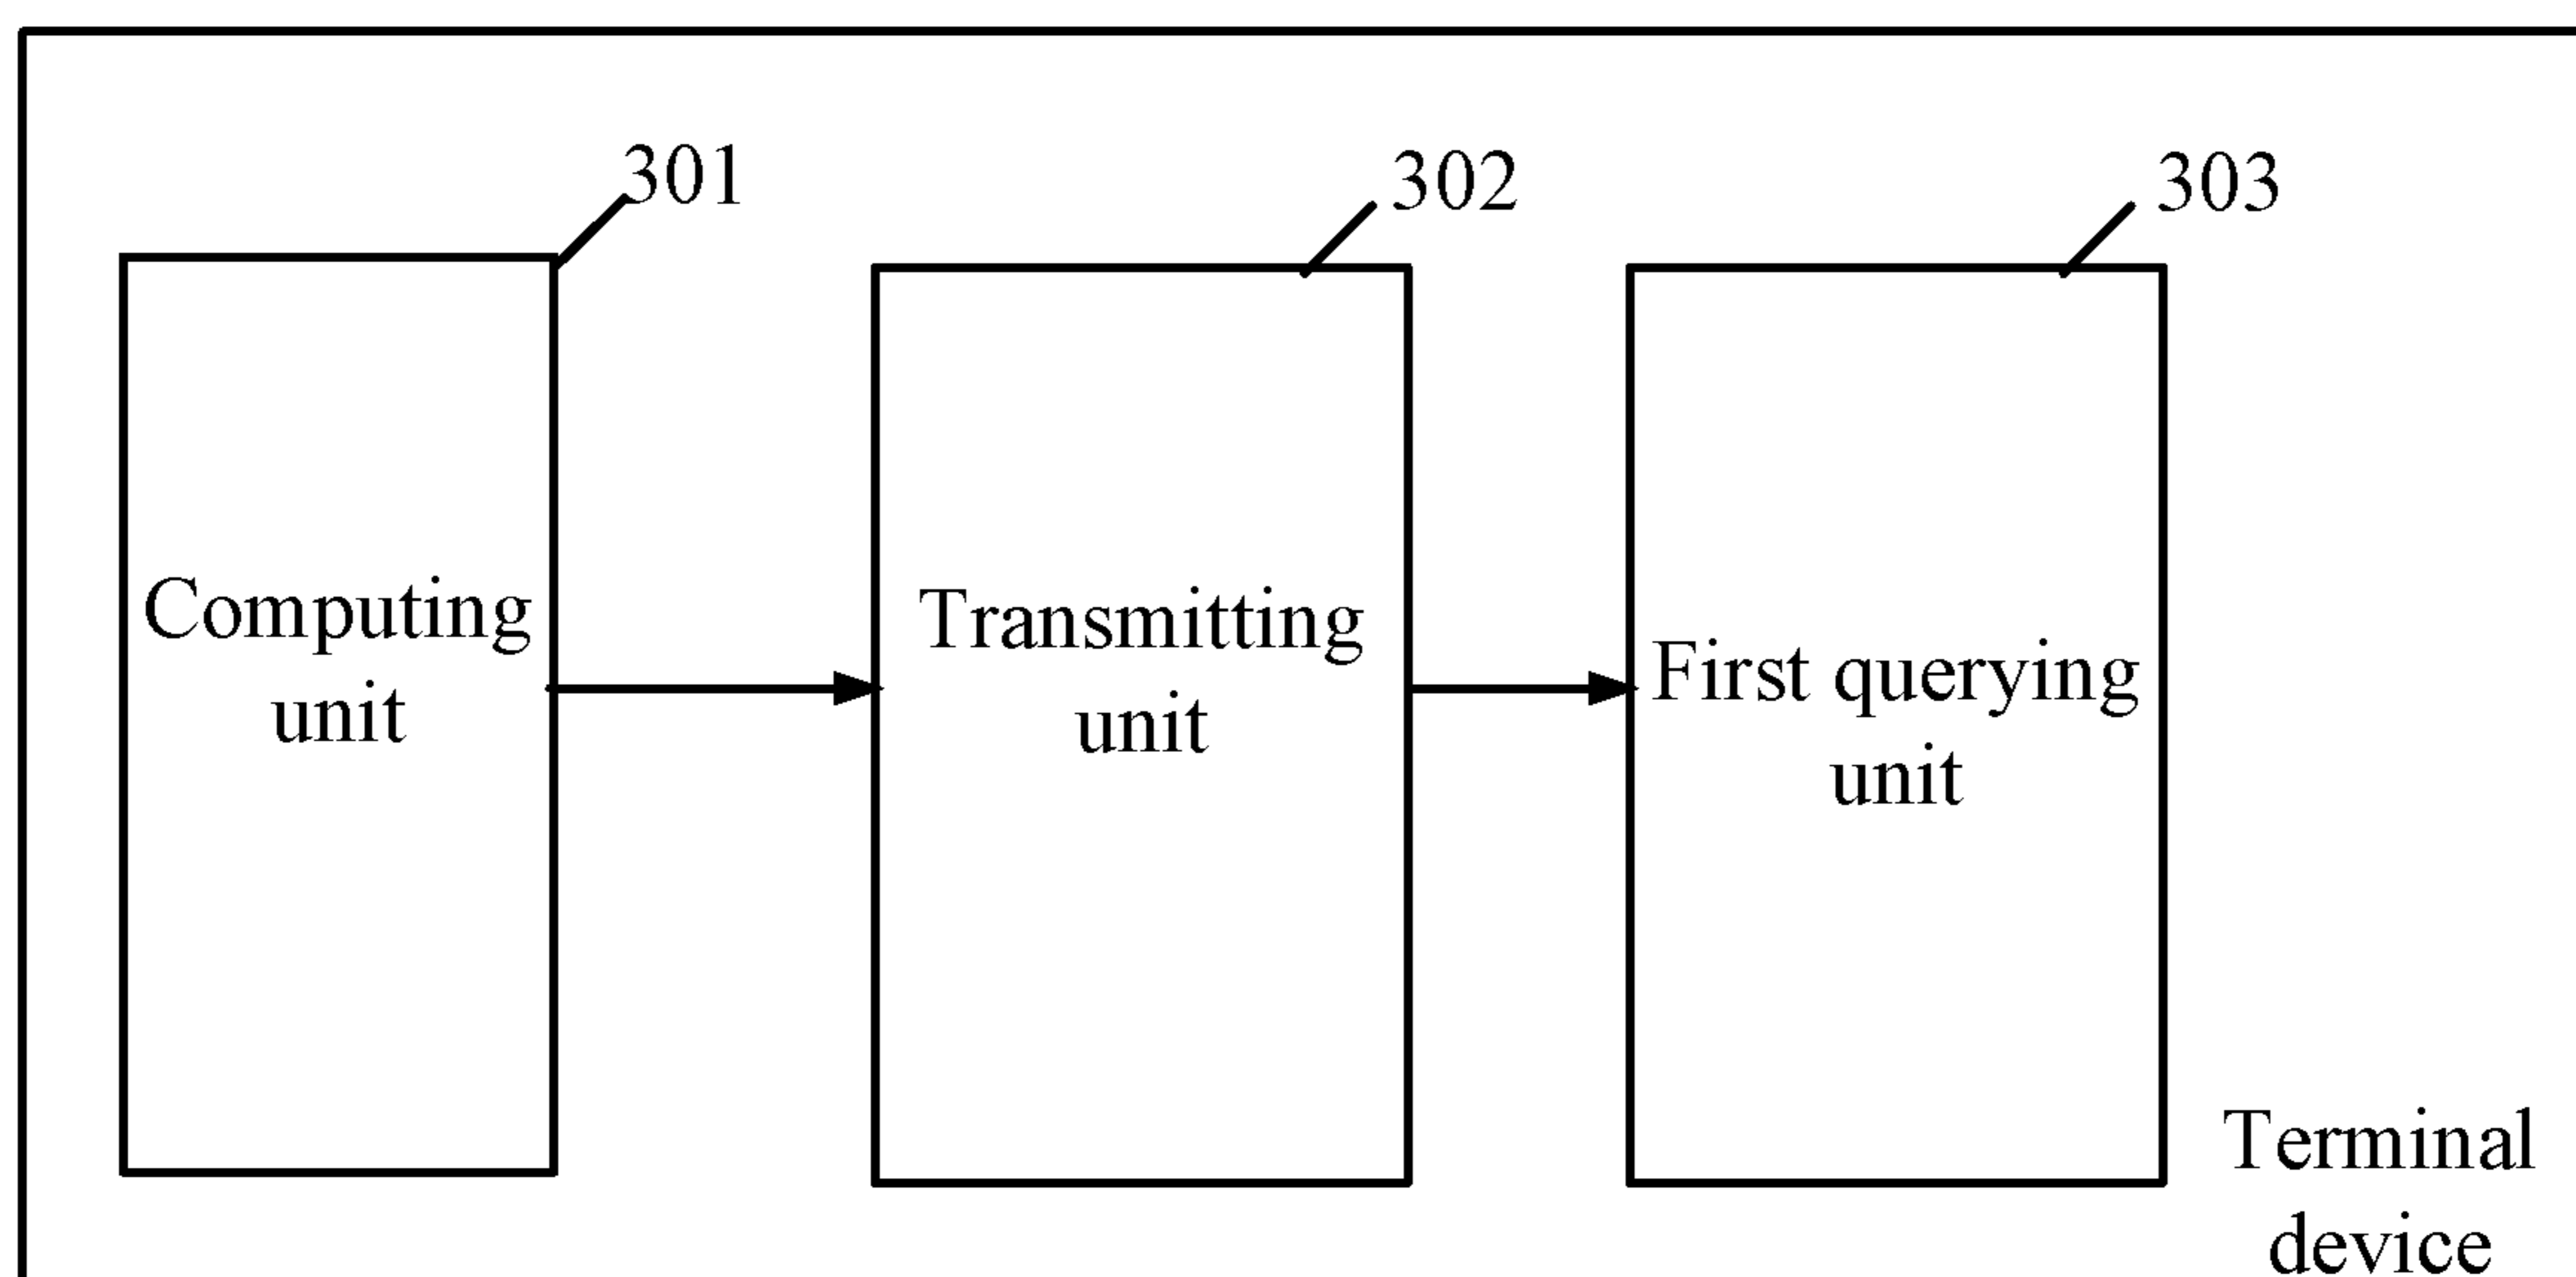 301
302
303
Computing
unit
Transmitting
unit
First querying
unit
Terminal
device